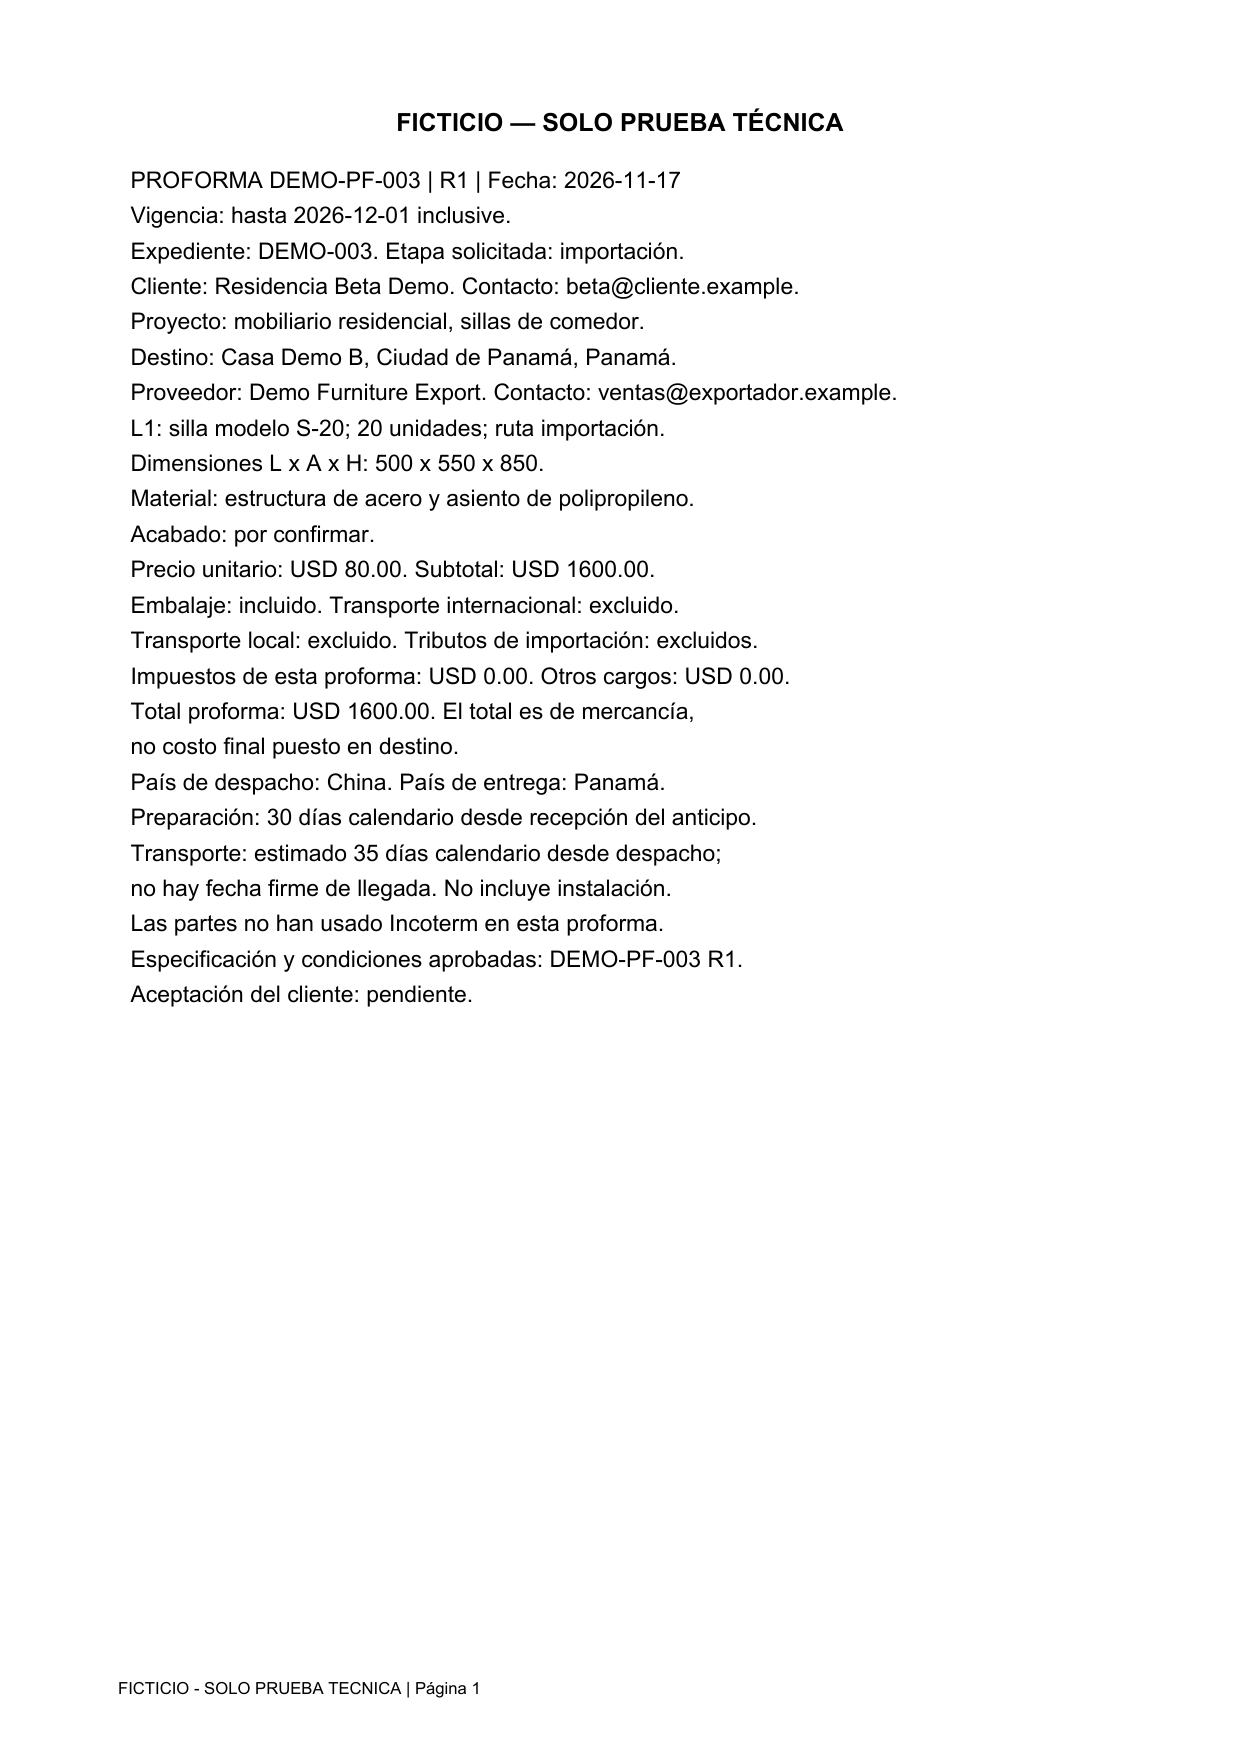 FICTICIO — SOLO PRUEBA TÉCNICA
PROFORMA DEMO-PF-003 | R1 | Fecha: 2026-11-17
Vigencia: hasta 2026-12-01 inclusive.
Expediente: DEMO-003. Etapa solicitada: importación.
Cliente: Residencia Beta Demo. Contacto: beta@cliente.example.
Proyecto: mobiliario residencial, sillas de comedor.
Destino: Casa Demo B, Ciudad de Panamá, Panamá.
Proveedor: Demo Furniture Export. Contacto: ventas@exportador.example.
L1: silla modelo S-20; 20 unidades; ruta importación.
Dimensiones L x A x H: 500 x 550 x 850.
Material: estructura de acero y asiento de polipropileno.
Acabado: por confirmar.
Precio unitario: USD 80.00. Subtotal: USD 1600.00.
Embalaje: incluido. Transporte internacional: excluido.
Transporte local: excluido. Tributos de importación: excluidos.
Impuestos de esta proforma: USD 0.00. Otros cargos: USD 0.00.
Total proforma: USD 1600.00. El total es de mercancía,
no costo final puesto en destino.
País de despacho: China. País de entrega: Panamá.
Preparación: 30 días calendario desde recepción del anticipo.
Transporte: estimado 35 días calendario desde despacho;
no hay fecha firme de llegada. No incluye instalación.
Las partes no han usado Incoterm en esta proforma.
Especificación y condiciones aprobadas: DEMO-PF-003 R1.
Aceptación del cliente: pendiente.
FICTICIO - SOLO PRUEBA TECNICA | Página 1